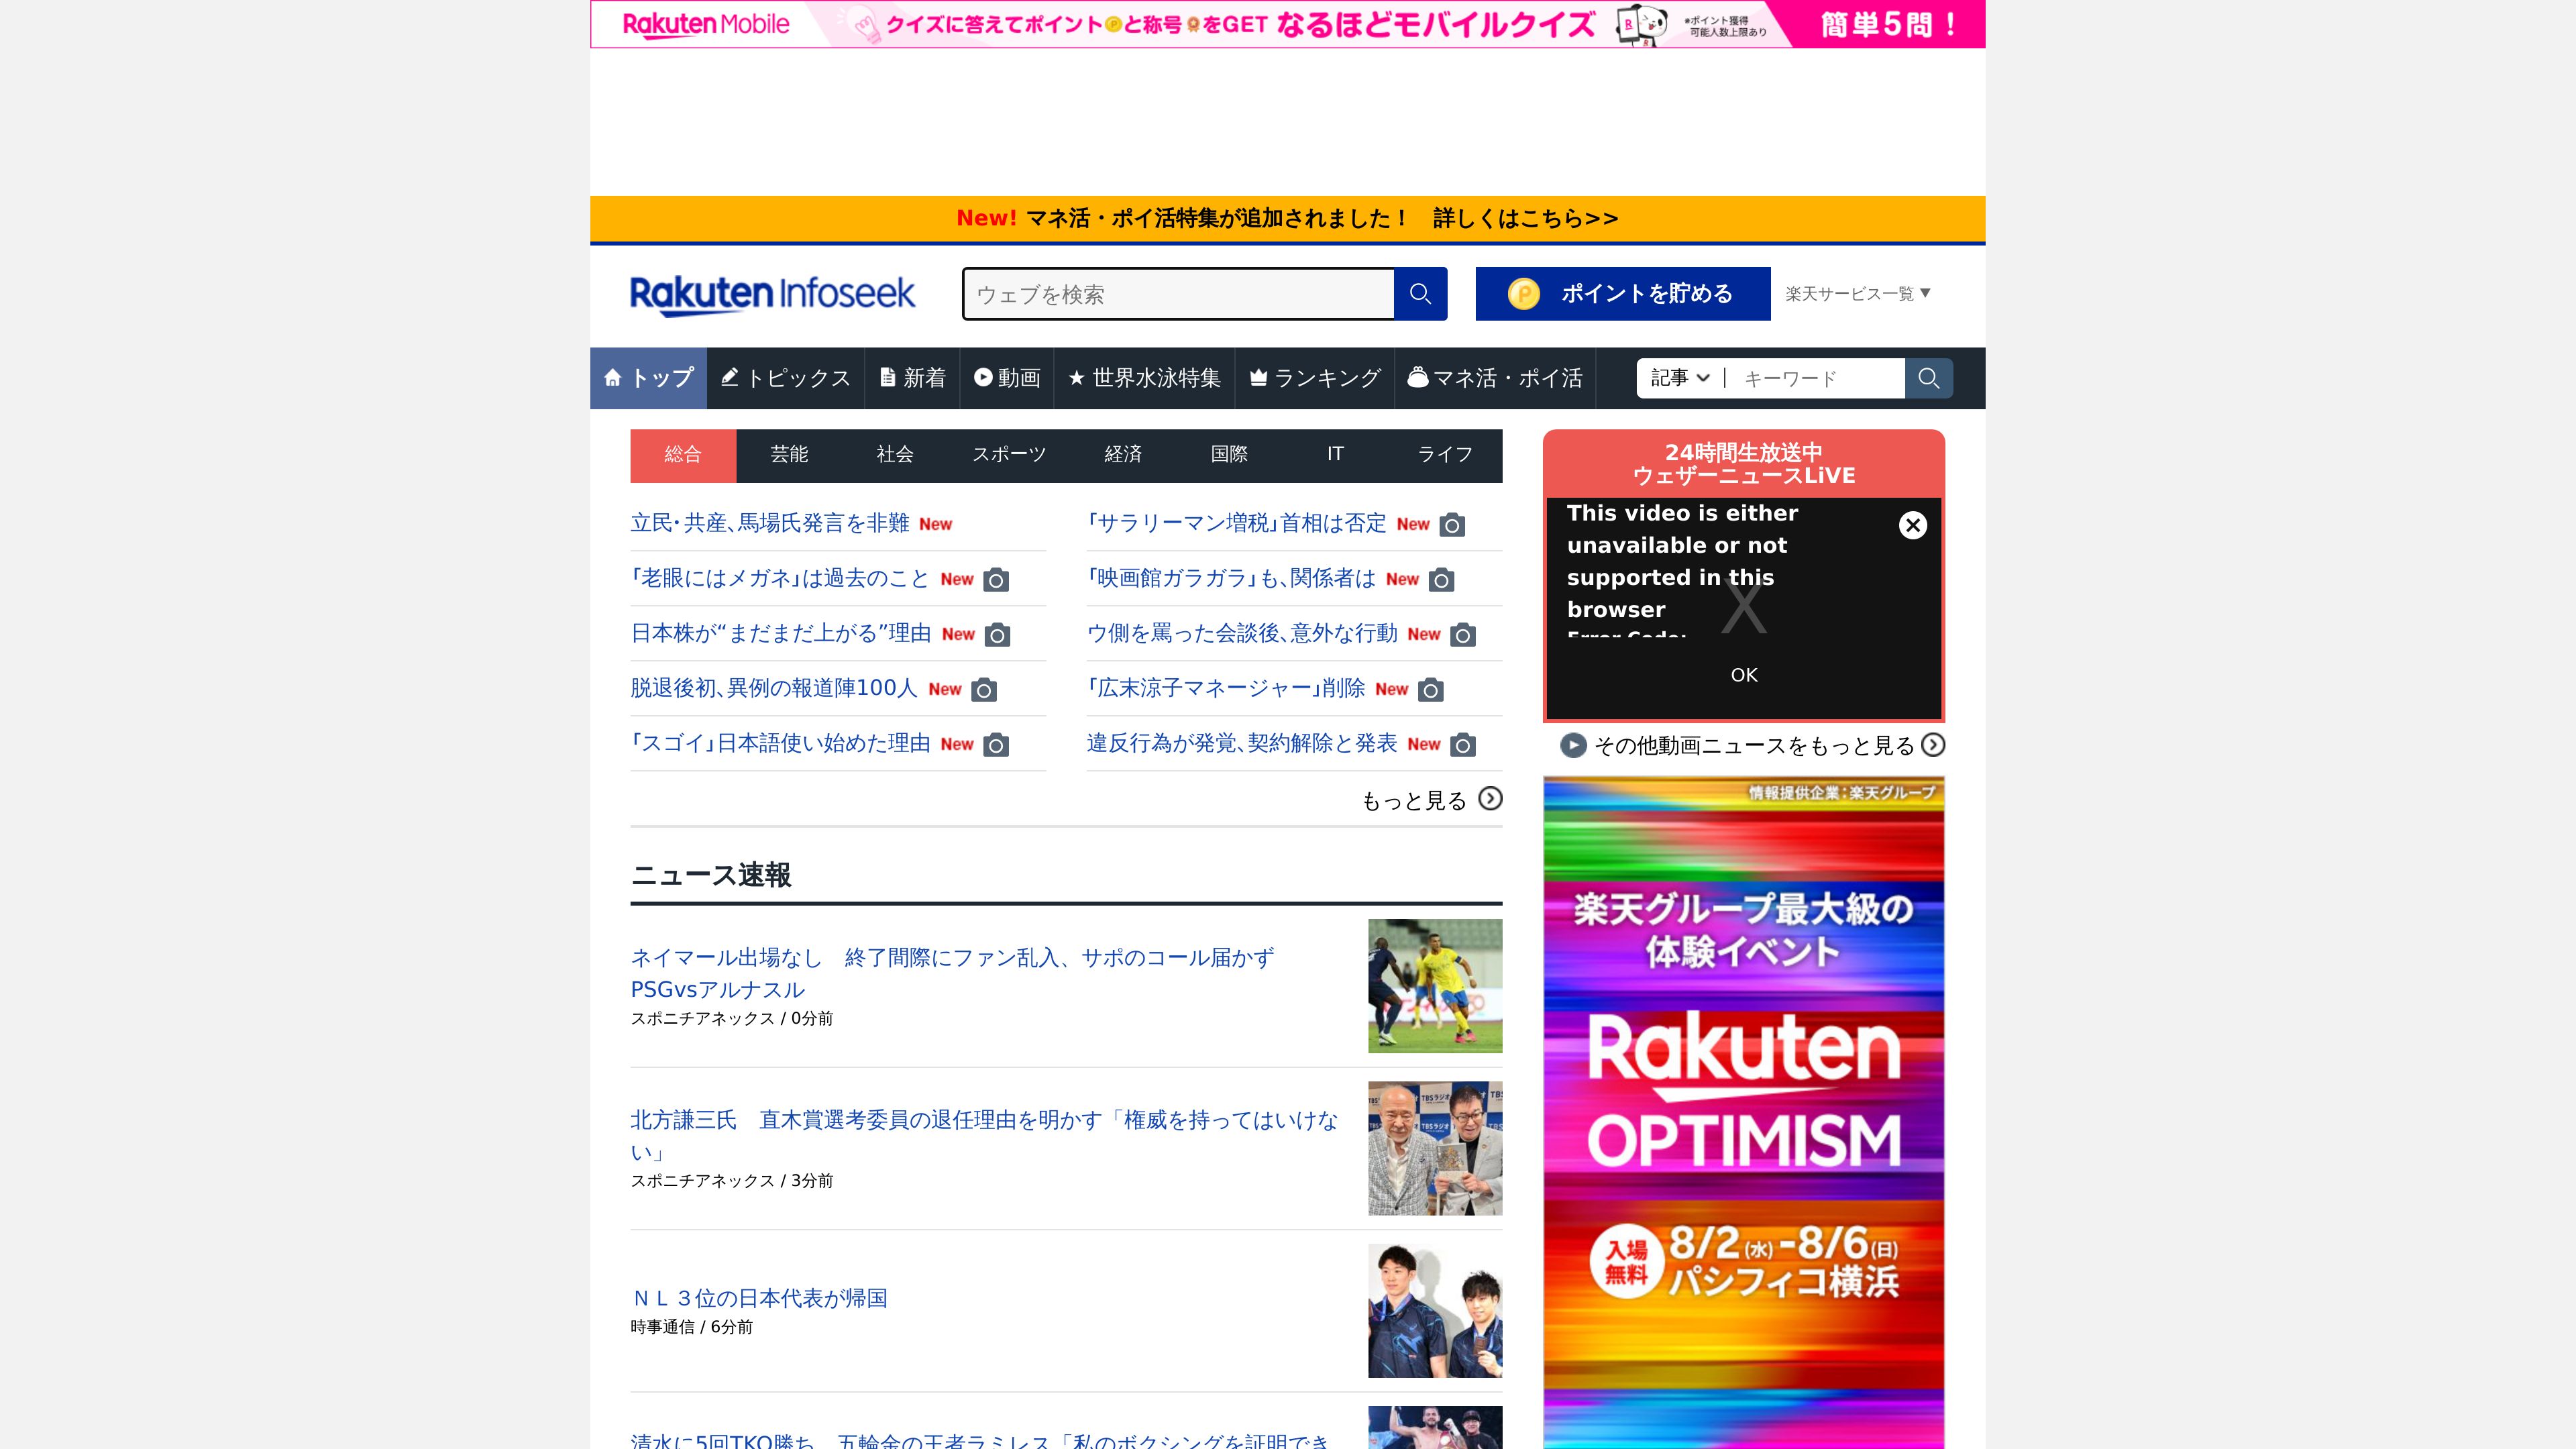 Rakuten Mobile クイズに答えてポイントPと称号をGET なるほどモバイルクイズ ※ポイント獲得 可能人数上限あり 簡単5問！
New! マネ活・ポイ活特集が追加されました！　詳しくはこちら>>
Rakuten Infoseek ウェブを検索 P ポイントを貯める 楽天サービス一覧▼
トップ トピックス 新着 動画 ★ 世界水泳特集 ランキング マネ活・ポイ活 記事 キーワード
総合 芸能 社会 スポーツ 経済 国際 IT ライフ
立民・共産、馬場氏発言を非難 New
「サラリーマン増税」首相は否定 New
「老眼にはメガネ」は過去のこと New
「映画館ガラガラ」も、関係者は New
日本株が“まだまだ上がる”理由 New
ウ側を罵った会談後、意外な行動 New
脱退後初、異例の報道陣100人 New
「広末涼子マネージャー」削除 New
「スゴイ」日本語使い始めた理由 New
違反行為が発覚、契約解除と発表 New
もっと見る
ニュース速報
ネイマール出場なし　終了間際にファン乱入、サポのコール届かず
PSGvsアルナスル
スポニチアネックス / 0分前
北方謙三氏　直木賞選考委員の退任理由を明かす「権威を持ってはいけな
い」
スポニチアネックス / 3分前
ＮＬ３位の日本代表が帰国
時事通信 / 6分前
清水に5回TKO勝ち　五輪金の王者ラミレス「私のボクシングを証明でき
24時間生放送中
ウェザーニュースLiVE
This video is either
unavailable or not
supported in this
browser
Error Code:
X
OK
その他動画ニュースをもっと見る
情報提供企業：楽天グループ
楽天グループ最大級の
体験イベント
Rakuten
OPTIMISM
入場
無料
8/2(水)-8/6(日)
パシフィコ横浜